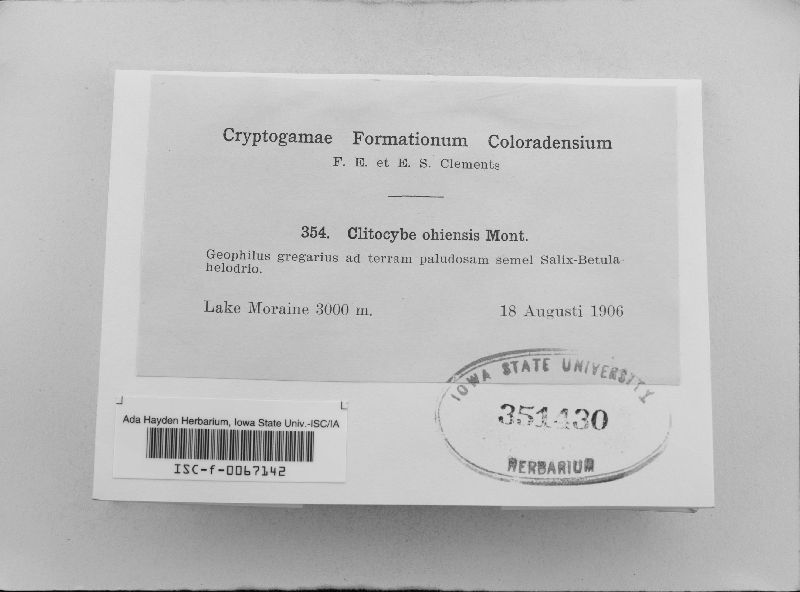 Cryptogamae Formationum Coloradensium
F. E. et E. S. Clements
354. Clitocybe ohiensis Mont.
Geophilus gregarius ad terram paludosam semel Salix-Betula-
helodrio.
Lake Moraine 3000 m. 18 Augusti 1906
IOWA STATE UNIVERSITY
351430
HERBARIUM
Ada Hayden Herbarium, Iowa State Univ.-ISC/IA
ISC-f-0067142